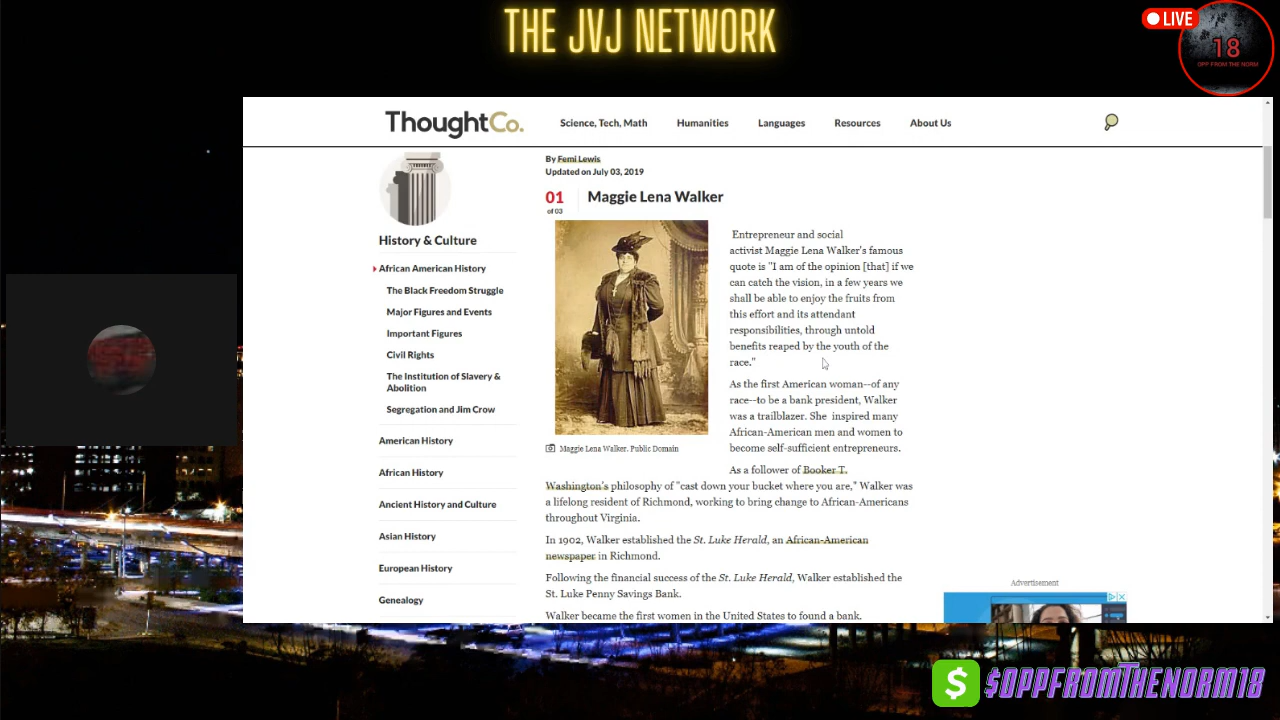 THE JVJ NETWORK
LIVE
18
OPP FROM THE NORM
ThoughtCo.
Science, Tech, Math
Humanities
Languages
Resources
About Us
History & Culture
African American History
The Black Freedom Struggle
Major Figures and Events
Important Figures
Civil Rights
The Institution of Slavery &
Abolition
Segregation and Jim Crow
American History
African History
Ancient History and Culture
Asian History
European History
Genealogy
By Femi Lewis
Updated on July 03, 2019
01
of 03
Maggie Lena Walker
Maggie Lena Walker. Public Domain
Entrepreneur and social
activist Maggie Lena Walker's famous
quote is "I am of the opinion [that] if we
can catch the vision, in a few years we
shall be able to enjoy the fruits from
this effort and its attendant
responsibilities, through untold
benefits reaped by the youth of the
race."
As the first American woman--of any
race--to be a bank president, Walker
was a trailblazer. She inspired many
African-American men and women to
become self-sufficient entrepreneurs.
As a follower of Booker T.
Washington's philosophy of "cast down your bucket where you are," Walker was
a lifelong resident of Richmond, working to bring change to African-Americans
throughout Virginia.
In 1902, Walker established the St. Luke Herald, an African-American
newspaper in Richmond.
Following the financial success of the St. Luke Herald, Walker established the
St. Luke Penny Savings Bank.
Walker became the first women in the United States to found a bank.
Advertisement
$ $OPPFROMTHENORM18